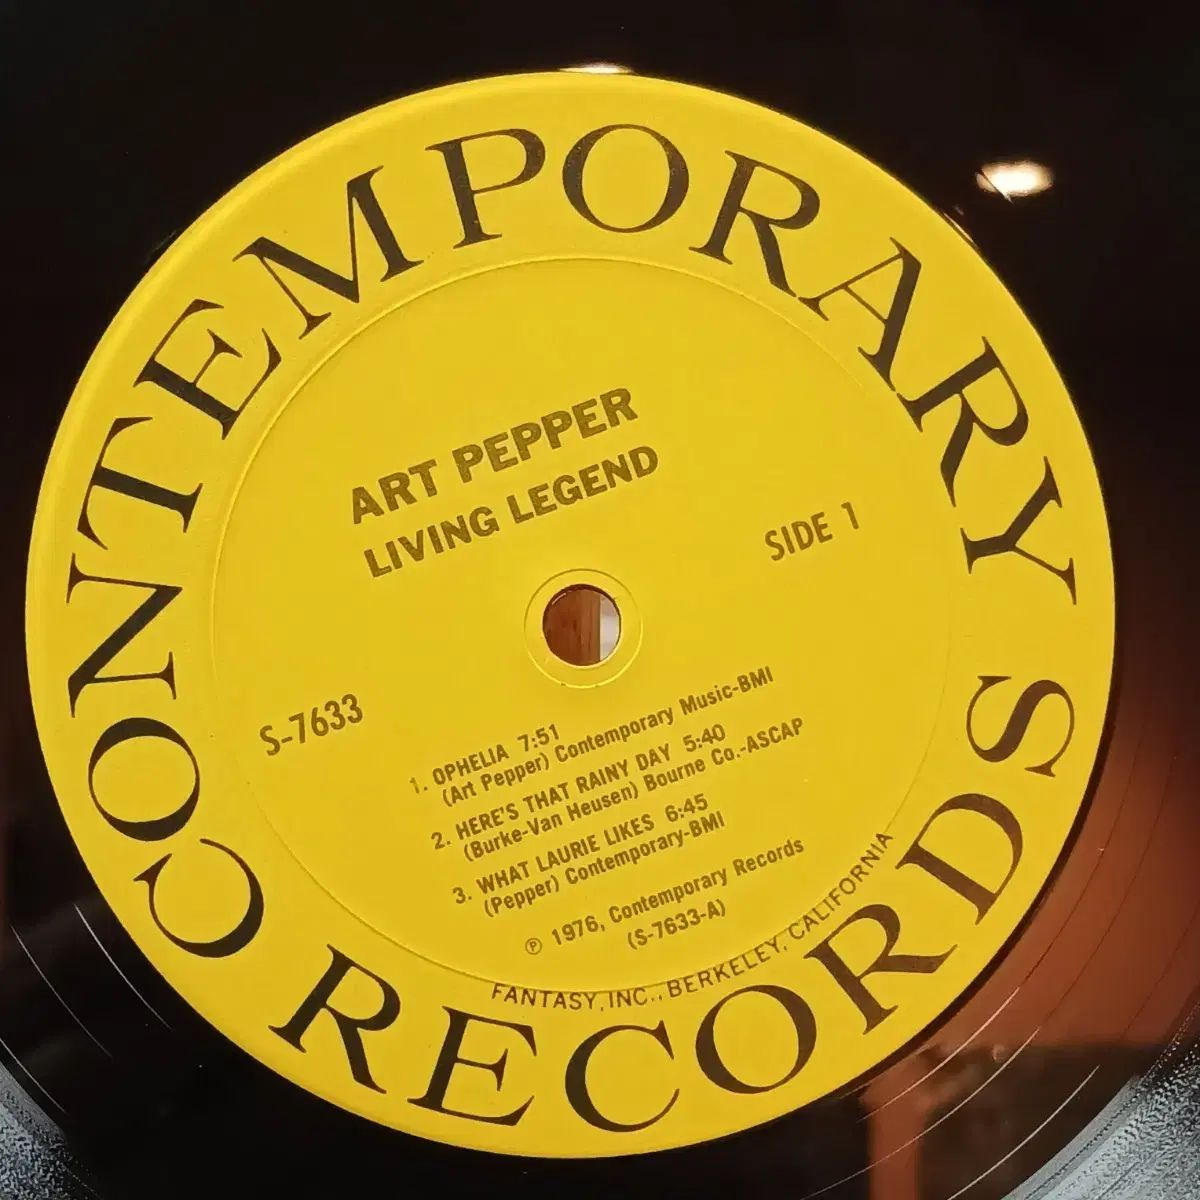 CONTEMPORARY RECORDS
ART PEPPER
LIVING LEGEND
SIDE 1
S-7633
1. OPHELIA 7:51
(Art Pepper) Contemporary Music-BMI
2. HERE'S THAT RAINY DAY 5:40
(Burke-Van Heusen) Bourne Co.-ASCAP
3. WHAT LAURIE LIKES 6:45
(Pepper) Contemporary-BMI
℗ 1976, Contemporary Records
(S-7633-A)
FANTASY, INC., BERKELEY, CALIFORNIA